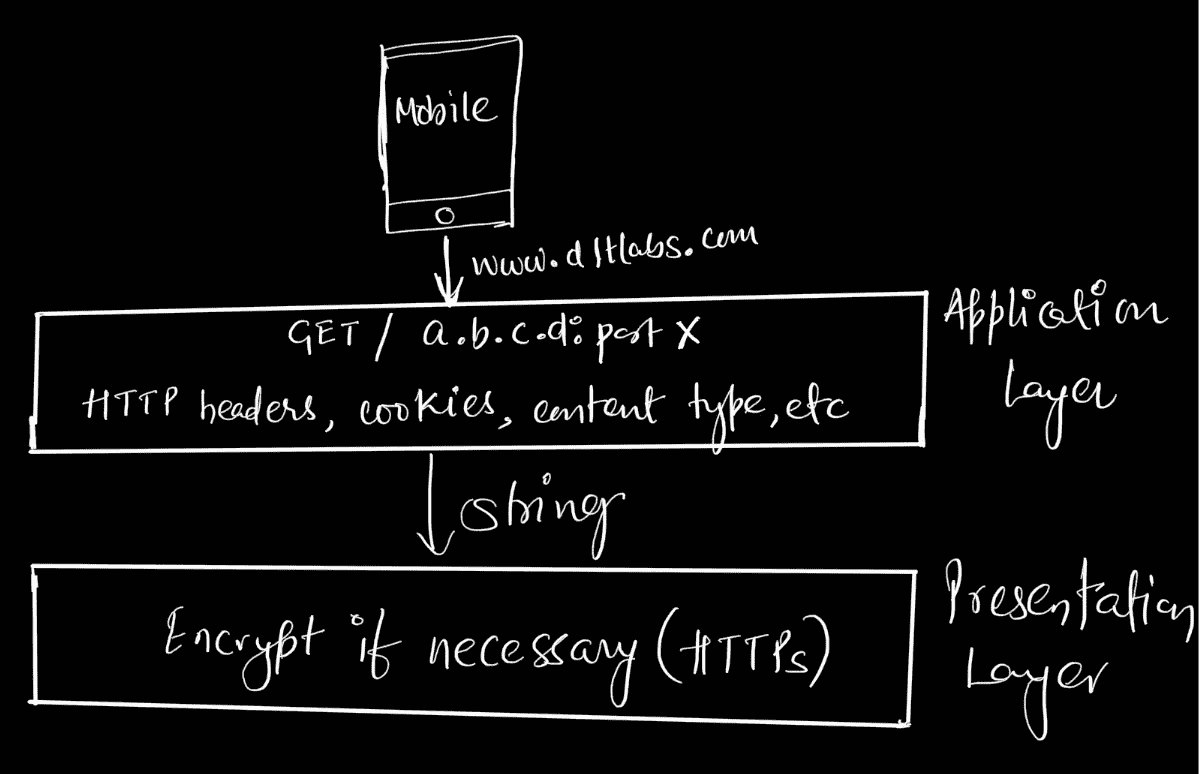 Mobile
www.dltlabs.com
GET / a.b.c.d: port X
HTTP headers, cookies, content type, etc
Application
Layer
string
Encrypt if necessary (HTTPs)
Presentation
Layer